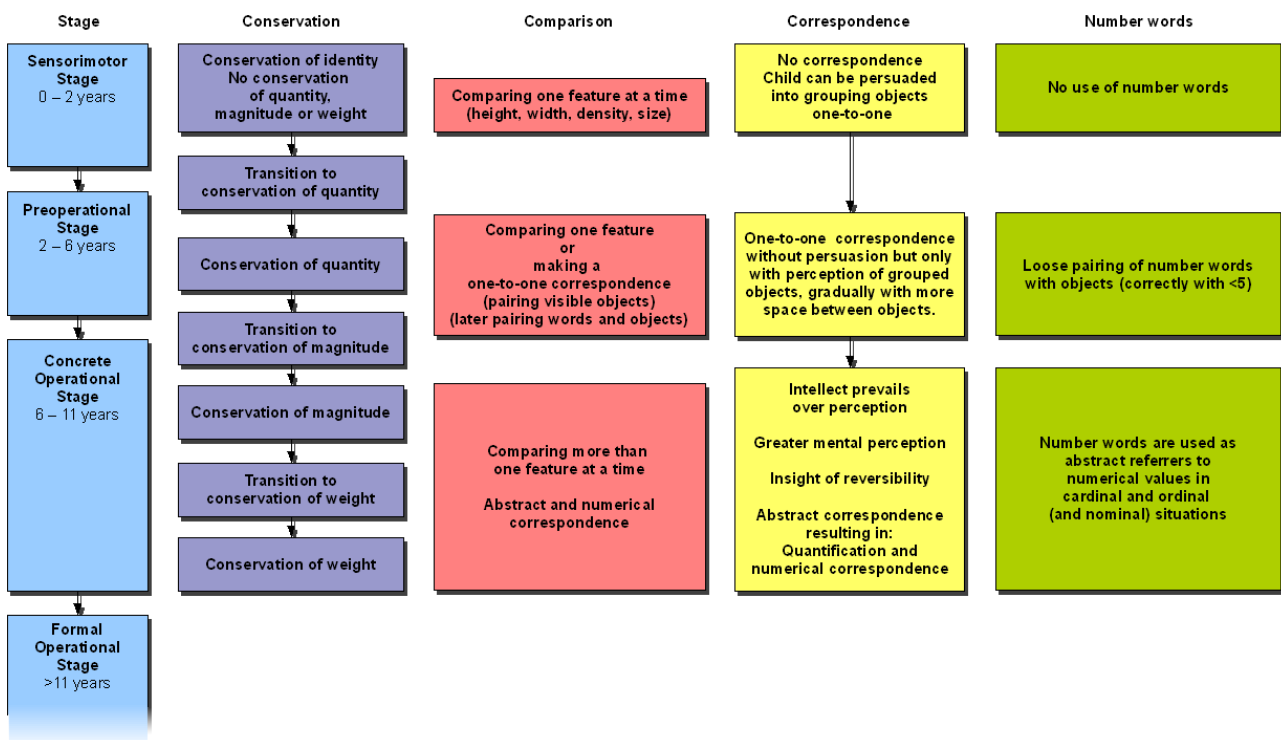 Stage
Conservation
Comparison
Correspondence
Number words
Sensorimotor
Stage
0 – 2 years
Conservation of identity
No conservation
of quantity,
magnitude or weight
Comparing one feature at a time
(height, width, density, size)
No correspondence
Child can be persuaded
into grouping objects
one-to-one
No use of number words
Transition to
conservation of quantity
Preoperational
Stage
2 – 6 years
Conservation of quantity
Comparing one feature
or
making a
one-to-one correspondence
(pairing visible objects)
(later pairing words and objects)
One-to-one correspondence
without persuasion but only
with perception of grouped
objects, gradually with more
space between objects.
Loose pairing of number words
with objects (correctly with <5)
Transition to
conservation of magnitude
Concrete
Operational
Stage
6 – 11 years
Conservation of magnitude
Transition to
conservation of weight
Conservation of weight
Comparing more than
one feature at a time
Abstract and numerical
correspondence
Intellect prevails
over perception
Greater mental perception
Insight of reversibility
Abstract correspondence
resulting in:
Quantification and
numerical correspondence
Number words are used as
abstract referrers to
numerical values in
cardinal and ordinal
(and nominal) situations
Formal
Operational
Stage
>11 years